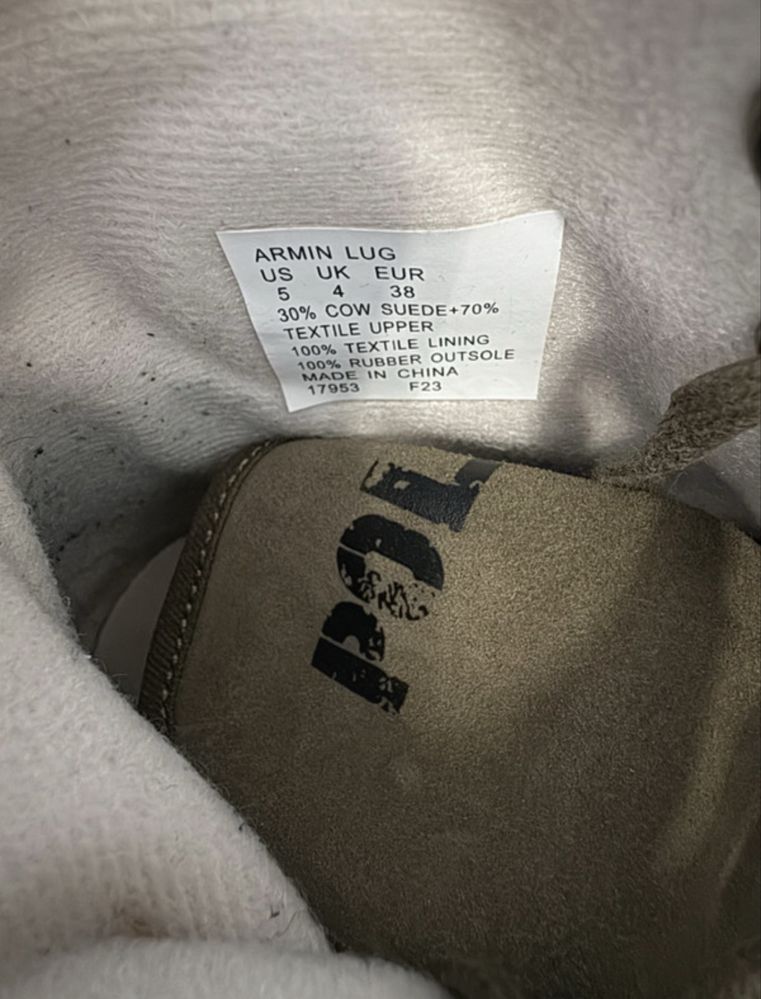 ARMIN LUG
US UK EUR
5 4 38
30% COW SUEDE+70%
TEXTILE UPPER
100% TEXTILE LINING
100% RUBBER OUTSOLE
MADE IN CHINA
17953 F23
POL